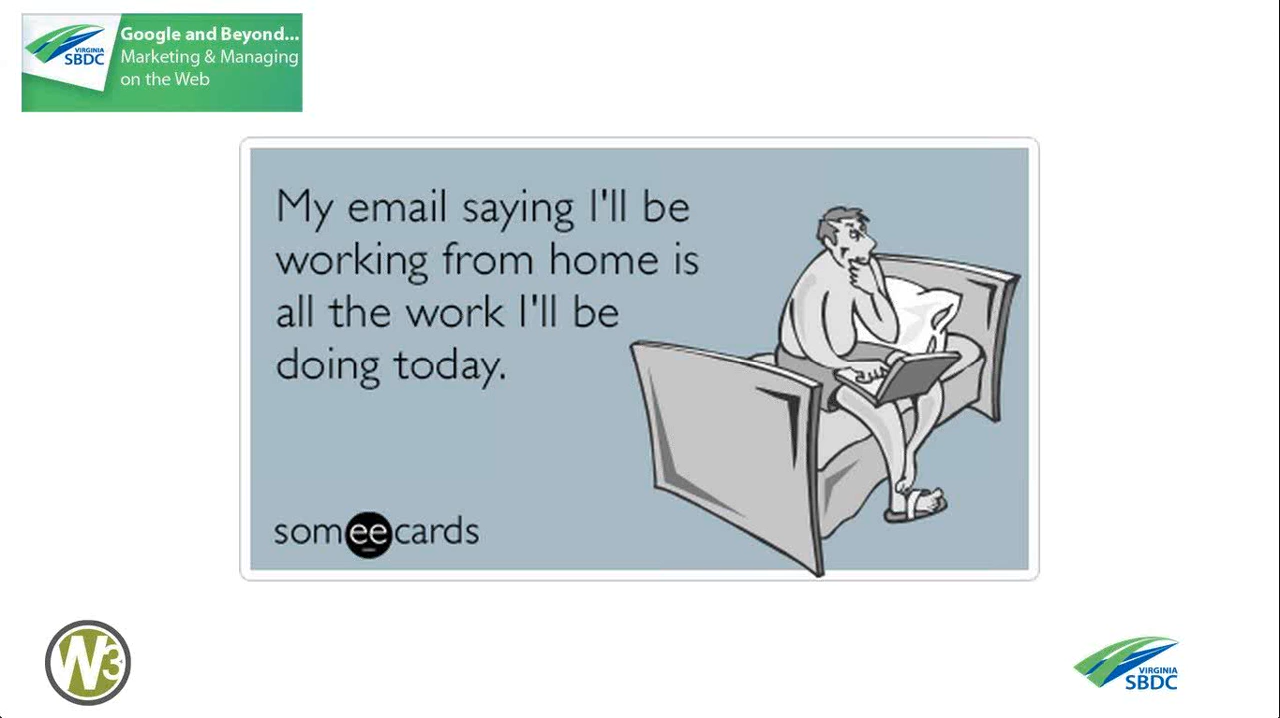 Google and Beyond...
Marketing & Managing
on the Web
VIRGINIA
SBDC
My email saying I'll be
working from home is
all the work I'll be
doing today.
someecards
W3
VIRGINIA
SBDC